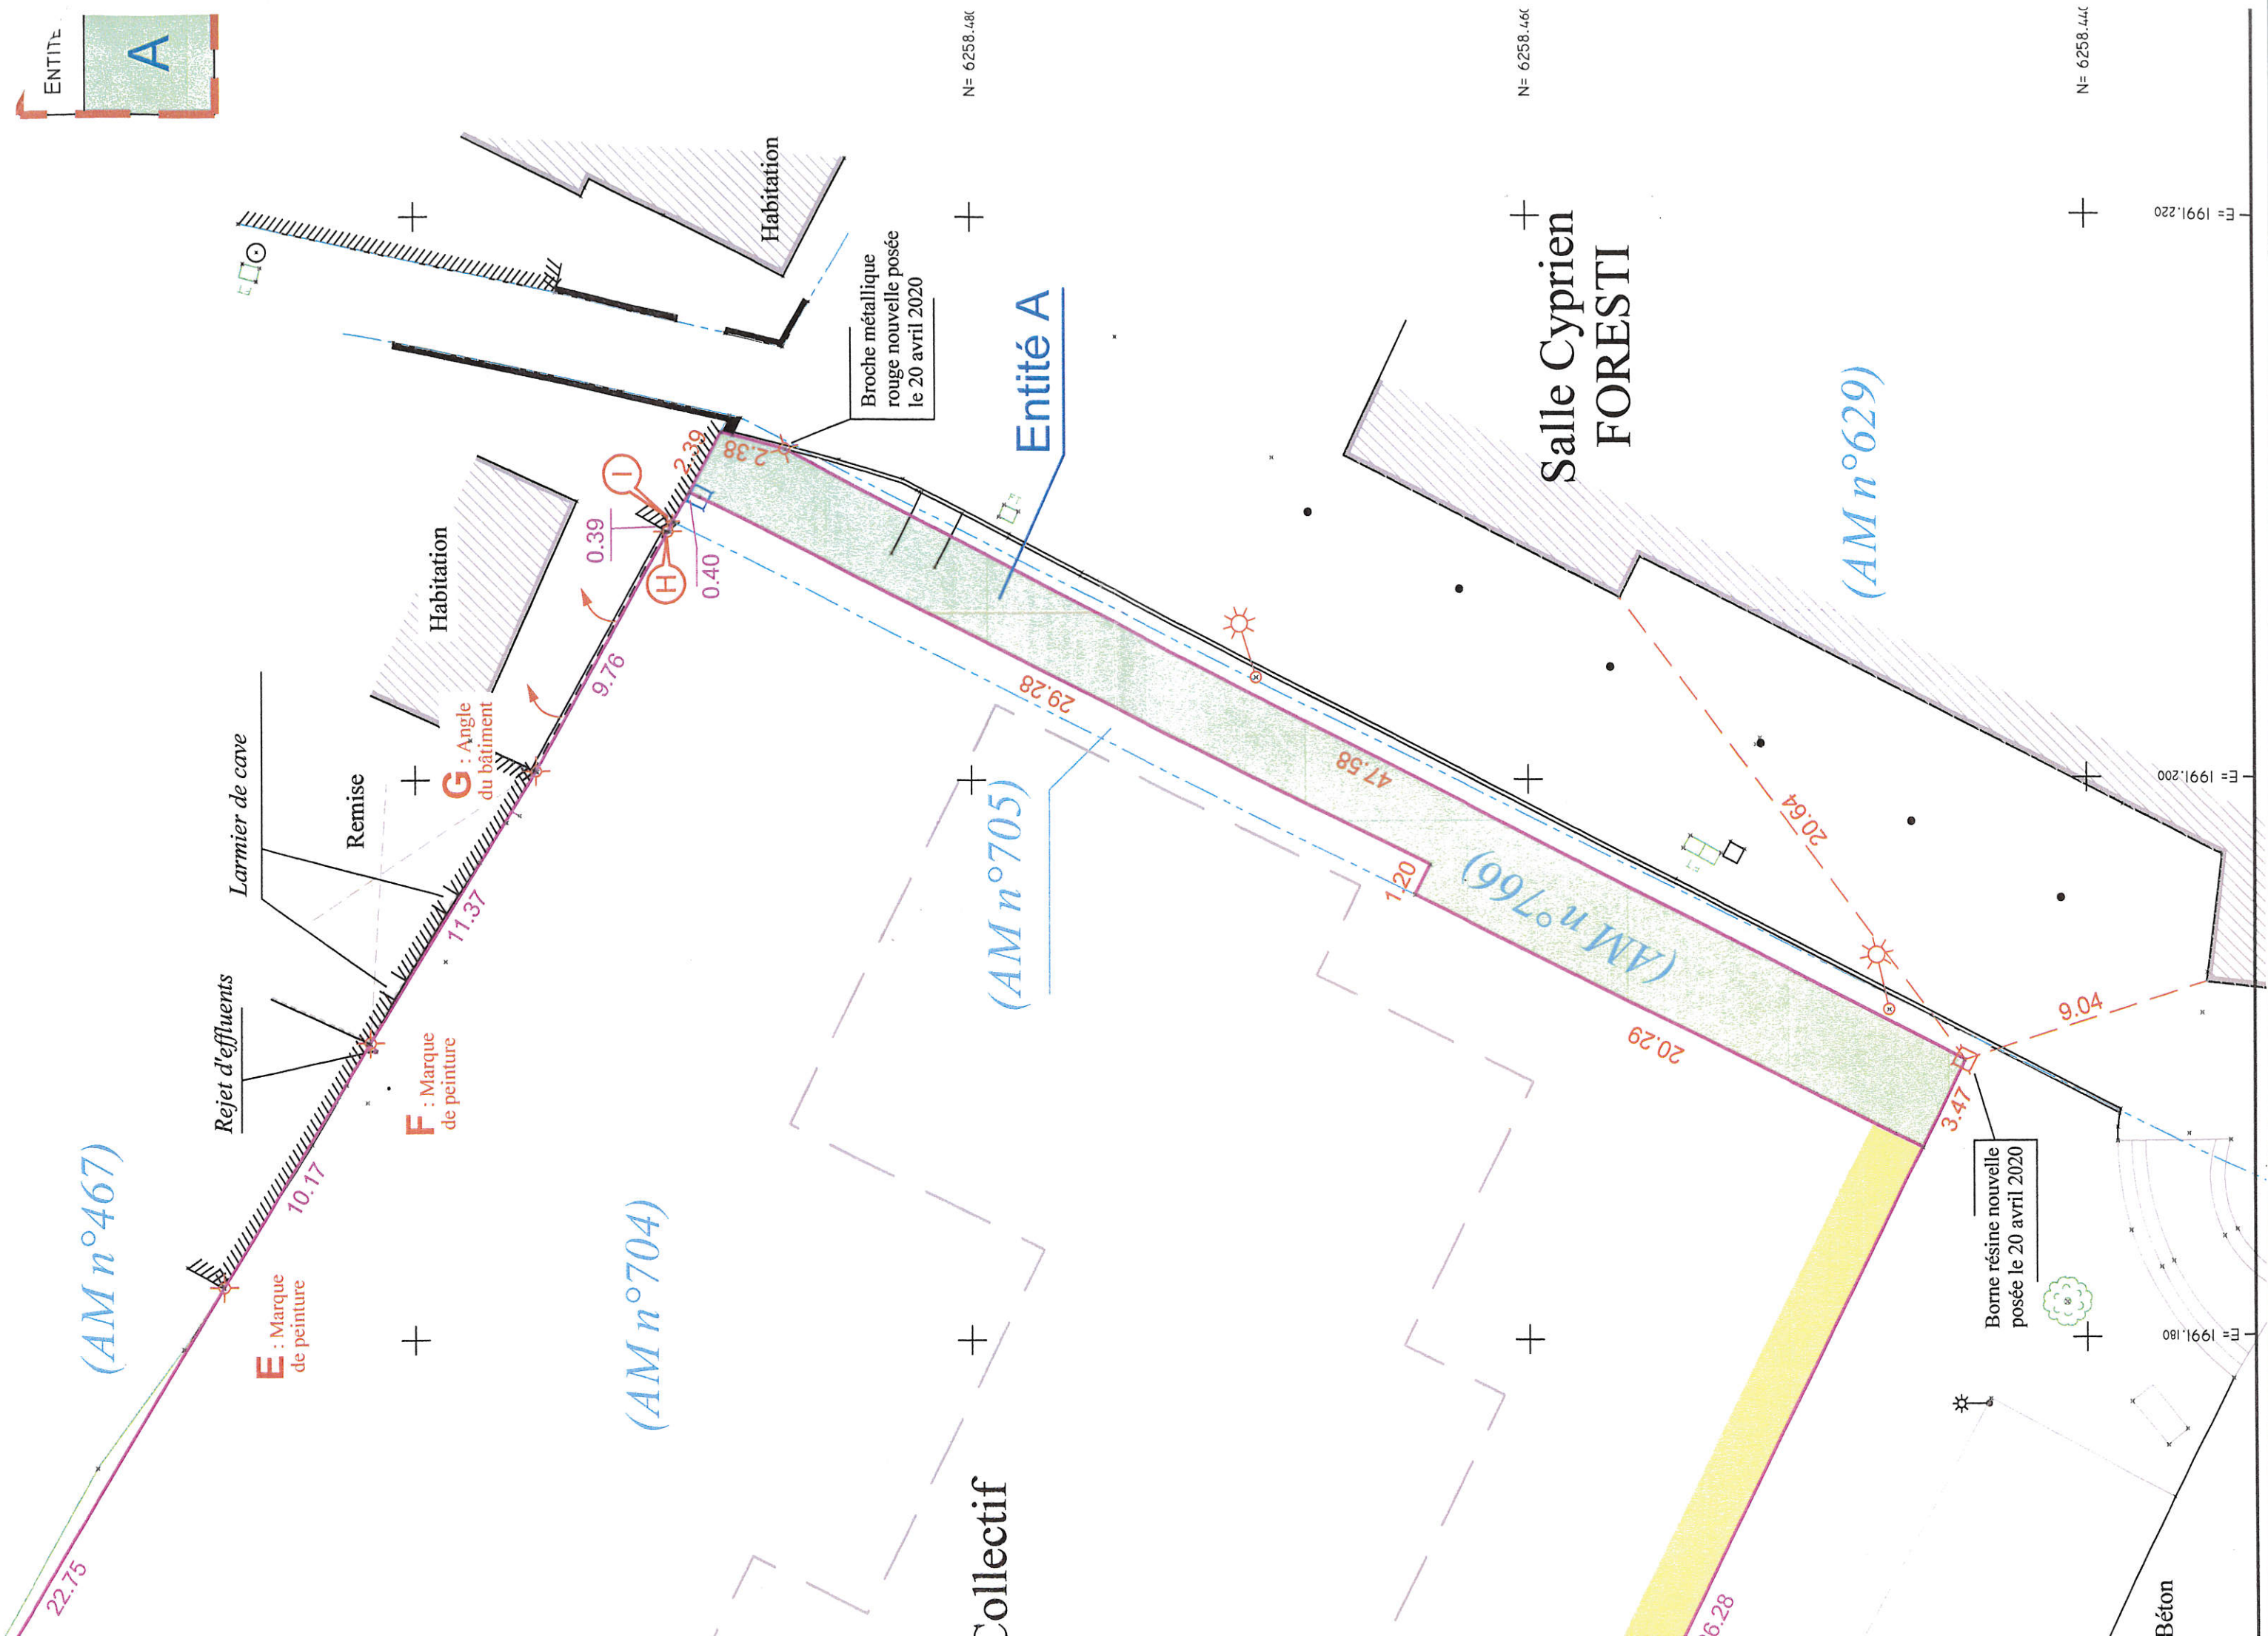 ENTITÉ
A
N= 6258.480
N= 6258.460
N= 6258.440
E= 1991.220
E= 1991.200
E= 1991.180
Habitation
Habitation
Broche métallique
rouge nouvelle posée
le 20 avril 2020
Entité A
Salle Cyprien
FORESTI
(AM n°629)
I
H
2.39
2.38
0.39
0.40
9.76
G : Angle
du bâtiment
Larmier de cave
Remise
11.37
Rejet d'effluents
F : Marque
de peinture
10.17
(AM n°467)
E : Marque
de peinture
22.75
(AM n°704)
(AM n°705)
29.28
47.58
1.20
(AM n°766)
20.29
20.64
9.04
3.47
Borne résine nouvelle
posée le 20 avril 2020
Collectif
6.28
Béton